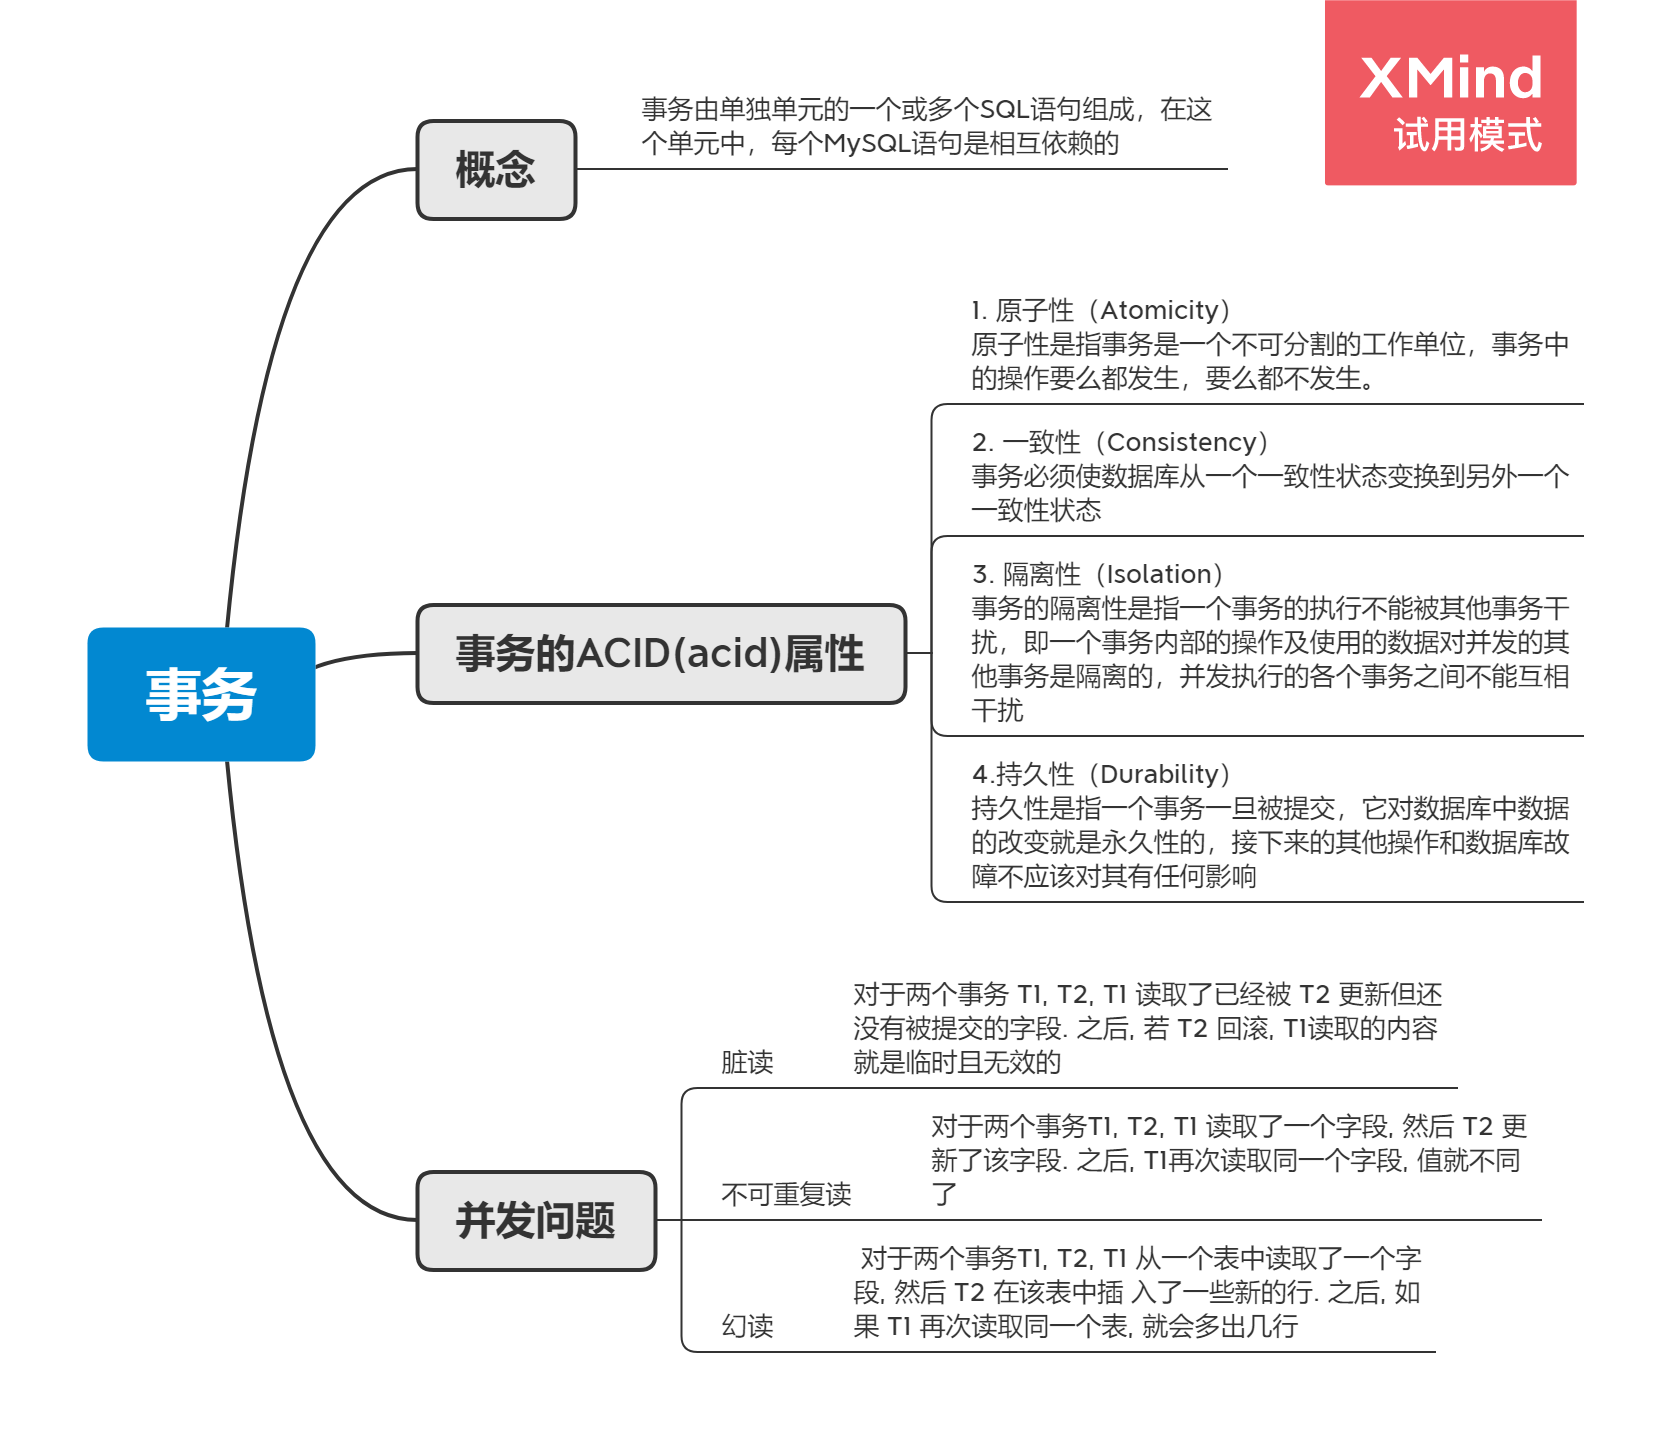 XMind
试用模式
事务由单独单元的一个或多个SQL语句组成，在这
个单元中，每个MySQL语句是相互依赖的
概念
1. 原子性（Atomicity）
原子性是指事务是一个不可分割的工作单位，事务中
的操作要么都发生，要么都不发生。
2. 一致性（Consistency）
事务必须使数据库从一个一致性状态变换到另外一个
一致性状态
3. 隔离性（Isolation）
事务的隔离性是指一个事务的执行不能被其他事务干
扰，即一个事务内部的操作及使用的数据对并发的其
他事务是隔离的，并发执行的各个事务之间不能互相
干扰
事务的ACID(acid)属性
事务
4.持久性（Durability）
持久性是指一个事务一旦被提交，它对数据库中数据
的改变就是永久性的，接下来的其他操作和数据库故
障不应该对其有任何影响
对于两个事务 T1, T2, T1 读取了已经被 T2 更新但还
没有被提交的字段. 之后, 若 T2 回滚, T1读取的内容
就是临时且无效的
脏读
对于两个事务T1, T2, T1 读取了一个字段, 然后 T2 更
新了该字段. 之后, T1再次读取同一个字段, 值就不同
了
不可重复读
并发问题
对于两个事务T1, T2, T1 从一个表中读取了一个字
段, 然后 T2 在该表中插 入了一些新的行. 之后, 如
果 T1 再次读取同一个表, 就会多出几行
幻读